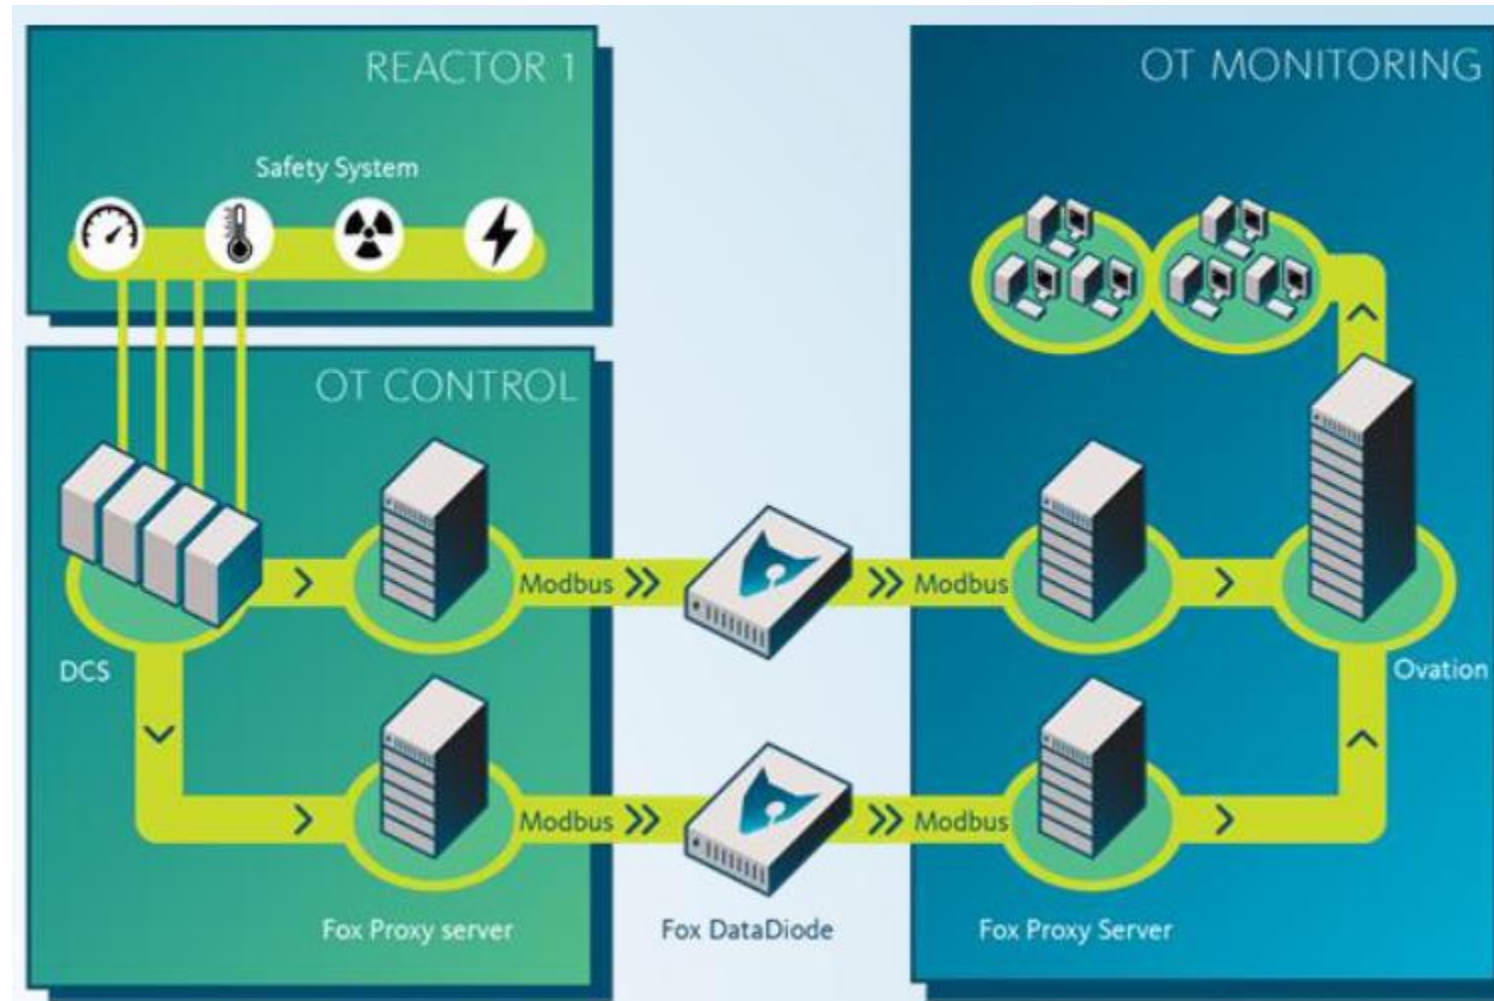 REACTOR 1
Safety System
OT CONTROL
DCS
Modbus
Modbus
Fox Proxy server
Modbus
Modbus
Fox DataDiode
OT MONITORING
Ovation
Fox Proxy Server